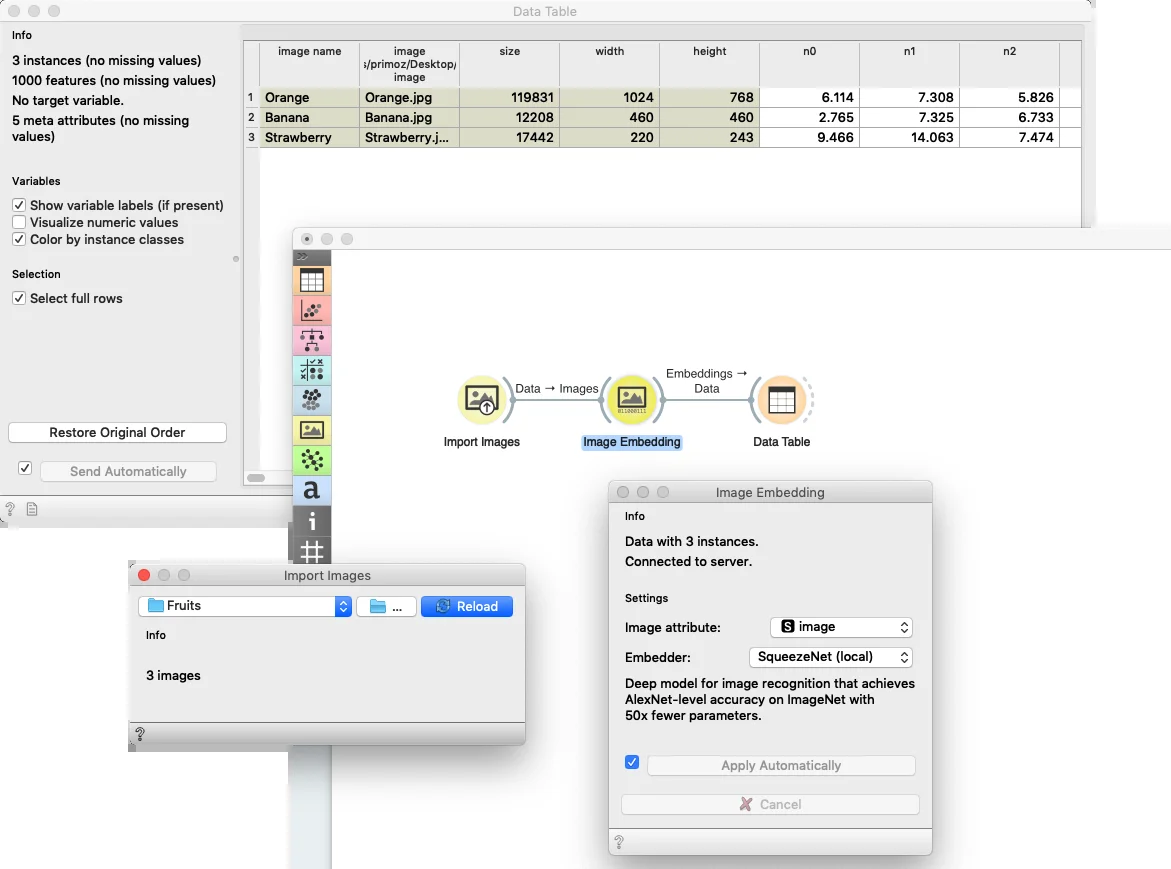 Data Table
Info
3 instances (no missing values)
1000 features (no missing values)
No target variable.
5 meta attributes (no missing
values)
Variables
Show variable labels (if present)
Visualize numeric values
Color by instance classes
Selection
Select full rows
Restore Original Order
Send Automatically
?
image name image size width height n0 n1 n2
s/primoz/Desktop/
image
1 Orange Orange.jpg 119831 1024 768 6.114 7.308 5.826
2 Banana Banana.jpg 12208 460 460 2.765 7.325 6.733
3 Strawberry Strawberry.j... 17442 220 243 9.466 14.063 7.474
>>
a
i
#
Data → Images
Embeddings →
Data
011000111
Import Images
Image Embedding
Data Table
Import Images
Fruits
...
Reload
Info
3 images
?
Image Embedding
Info
Data with 3 instances.
Connected to server.
Settings
Image attribute: S image
Embedder: SqueezeNet (local)
Deep model for image recognition that achieves
AlexNet-level accuracy on ImageNet with
50x fewer parameters.
Apply Automatically
Cancel
?